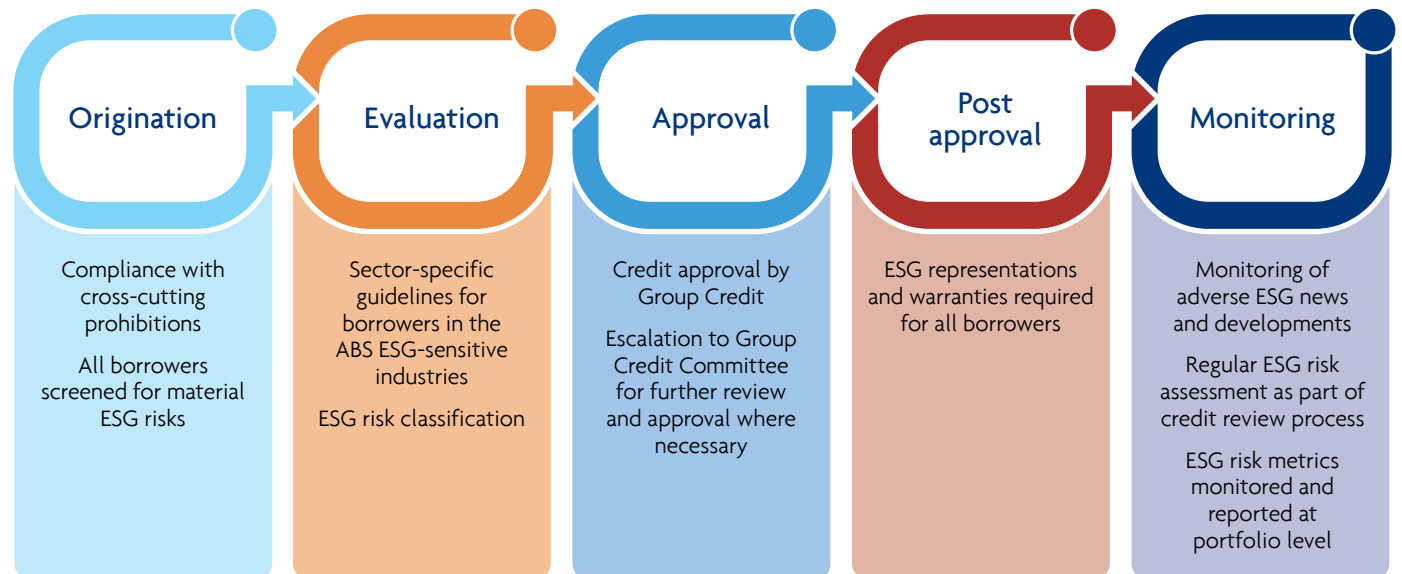 Origination
Compliance with
cross-cutting
prohibitions
All borrowers
screened for material
ESG risks
Evaluation
Sector-specific
guidelines for
borrowers in the
ABS ESG-sensitive
industries
ESG risk classification
Approval
Credit approval by
Group Credit
Escalation to Group
Credit Committee
for further review
and approval where
necessary
Post
approval
ESG representations
and warranties required
for all borrowers
Monitoring
Monitoring of
adverse ESG news
and developments
Regular ESG risk
assessment as part of
credit review process
ESG risk metrics
monitored and
reported at
portfolio level